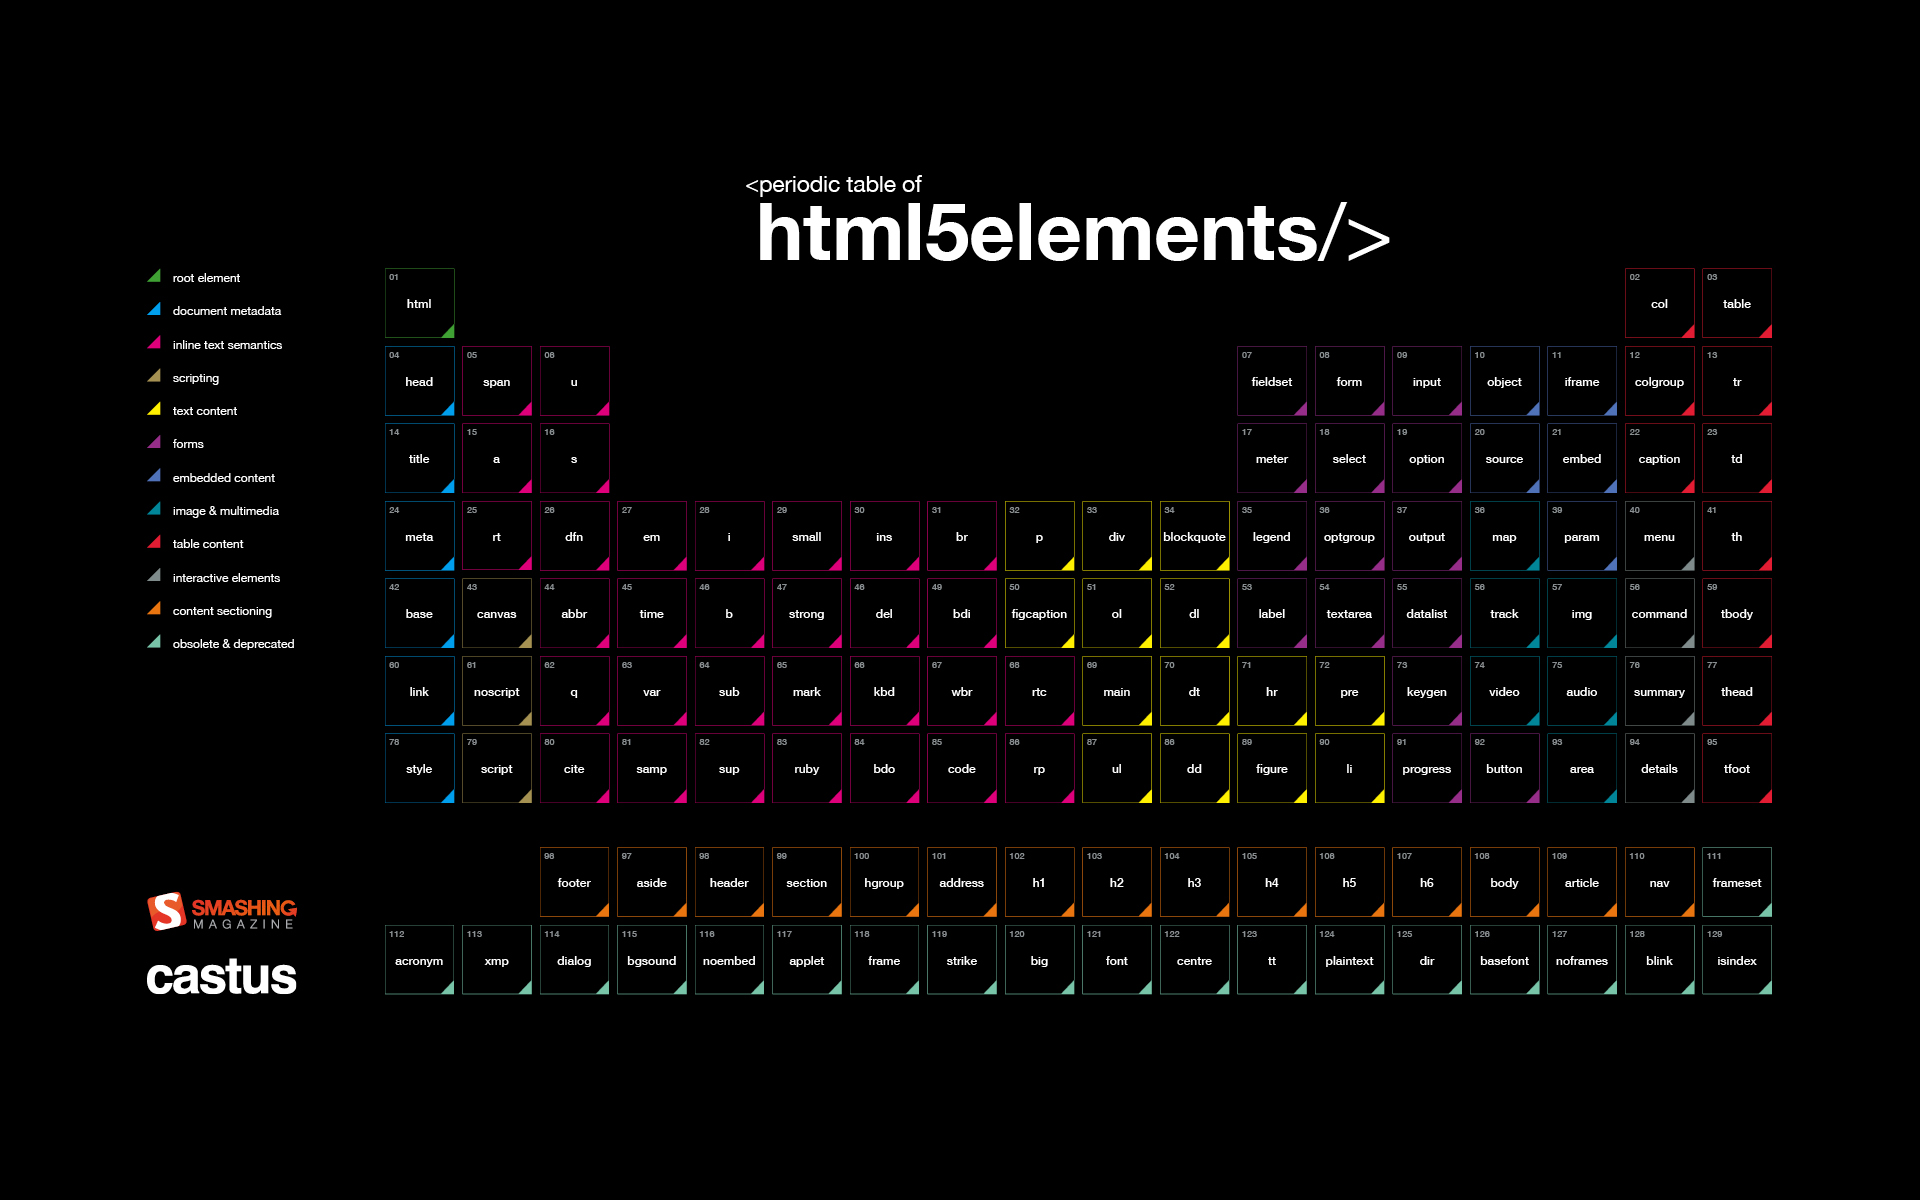 <periodic table of
html5elements/>
root element
document metadata
inline text semantics
scripting
text content
forms
embedded content
image & multimedia
table content
interactive elements
content sectioning
obsolete & deprecated
01 02 03
html col table
04 05 06 07 08 09 10 11 12 13
head span u fieldset form input object iframe colgroup tr
14 15 16 17 18 19 20 21 22 23
title a s meter select option source embed caption td
24 25 26 27 28 29 30 31 32 33 34 35 36 37 38 39 40 41
meta rt dfn em i small ins br p div blockquote legend optgroup output map param menu th
42 43 44 45 46 47 48 49 50 51 52 53 54 55 56 57 58 59
base canvas abbr time b strong del bdi figcaption ol dl label textarea datalist track img command tbody
60 61 62 63 64 65 66 67 68 69 70 71 72 73 74 75 76 77
link noscript q var sub mark kbd wbr rtc main dt hr pre keygen video audio summary thead
78 79 80 81 82 83 84 85 86 87 88 89 90 91 92 93 94 95
style script cite samp sup ruby bdo code rp ul dd figure li progress button area details tfoot
96 97 98 99 100 101 102 103 104 105 106 107 108 109 110 111
footer aside header section hgroup address h1 h2 h3 h4 h5 h6 body article nav frameset
112 113 114 115 116 117 118 119 120 121 122 123 124 125 126 127 128 129
acronym xmp dialog bgsound noembed applet frame strike big font centre tt plaintext dir basefont noframes blink isindex
S SMASHING
MAGAZINE
castus